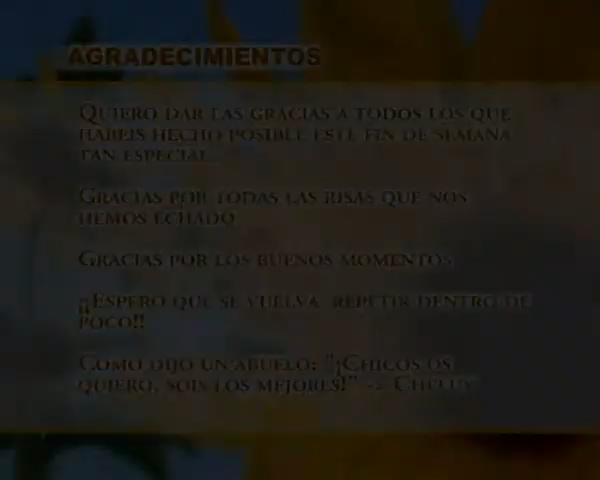 AGRADECIMIENTOS
QUIERO DAR LAS GRACIAS A TODOS LOS QUE
HABEIS HECHO POSIBLE ESTE FIN DE SEMANA
TAN ESPECIAL...
GRACIAS POR TODAS LAS RISAS QUE NOS
HEMOS ECHADO
GRACIAS POR LOS BUENOS MOMENTOS
¡¡ESPERO QUE SE VUELVA REPETIR DENTRO DE
POCO!!
COMO DIJO UN ABUELO: "¡CHICOS OS
QUIERO, SOIS LOS MEJORES!" ->